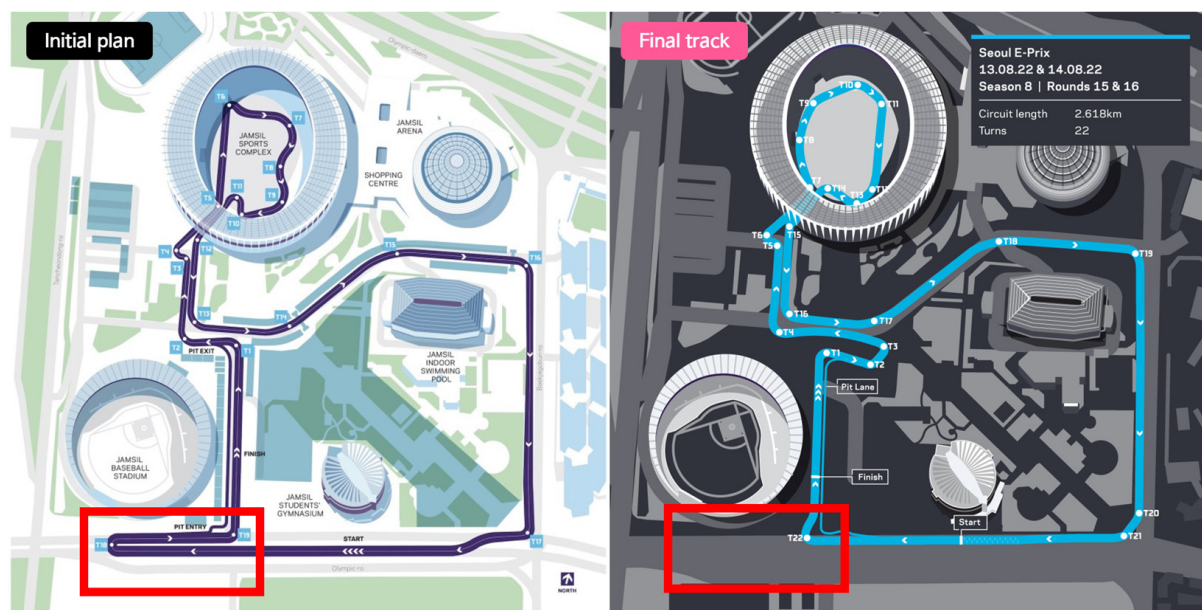 Initial plan
Olympic-daero
T6
T7
JAMSIL
ARENA
JAMSIL
SPORTS
COMPLEX
T8
SHOPPING
CENTRE
T11
T5
T9
T10
T4
T12
T3
T15
T16
T13
T14
T2
T1
PIT EXIT
JAMSIL
INDOOR
SWIMMING
POOL
JAMSIL
BASEBALL
STADIUM
FINISH
JAMSIL
STUDENTS'
GYMNASIUM
PIT ENTRY
START
T18
T19
T17
Olympic-ro
NORTH
Final track
Seoul E-Prix
13.08.22 & 14.08.22
Season 8 | Rounds 15 & 16
Circuit length 2.618km
Turns 22
T10
T9
T11
T8
T7
T14
T13
T12
T6
T15
T5
T18
T19
T16
T17
T4
T3
T1
T2
Pit Lane
Finish
Start
T20
T22
T21